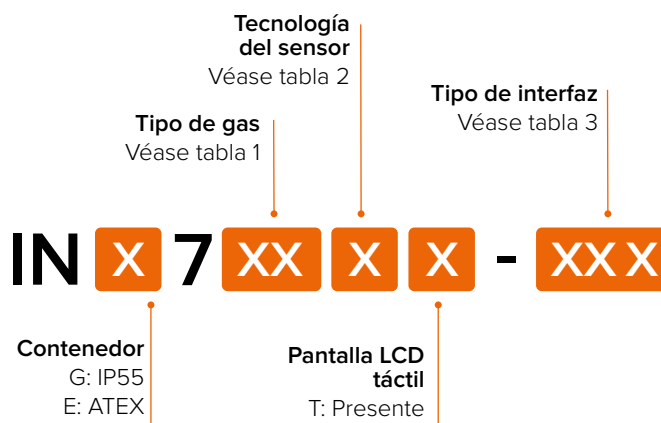 Tecnología
del sensor
Véase tabla 2
Tipo de interfaz
Véase tabla 3
Tipo de gas
Véase tabla 1
IN X 7 XX X X - XX X
Contenedor
G: IP55
E: ATEX
Pantalla LCD
táctil
T: Presente